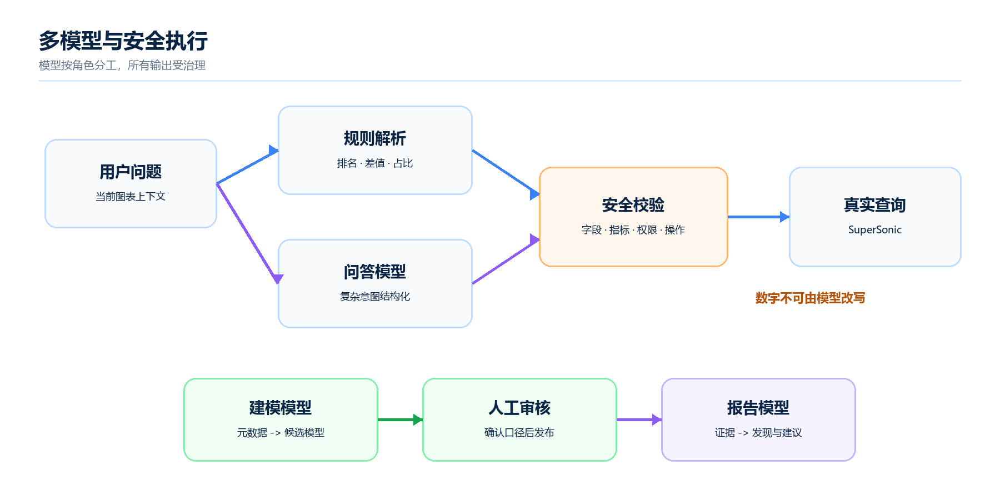 多模型与安全执行
模型按角色分工，所有输出受治理
用户问题
当前图表上下文
规则解析
排名 · 差值 · 占比
问答模型
复杂意图结构化
安全校验
字段 · 指标 · 权限 · 操作
真实查询
SuperSonic
数字不可由模型改写
建模模型
元数据 -> 候选模型
人工审核
确认口径后发布
报告模型
证据 -> 发现与建议